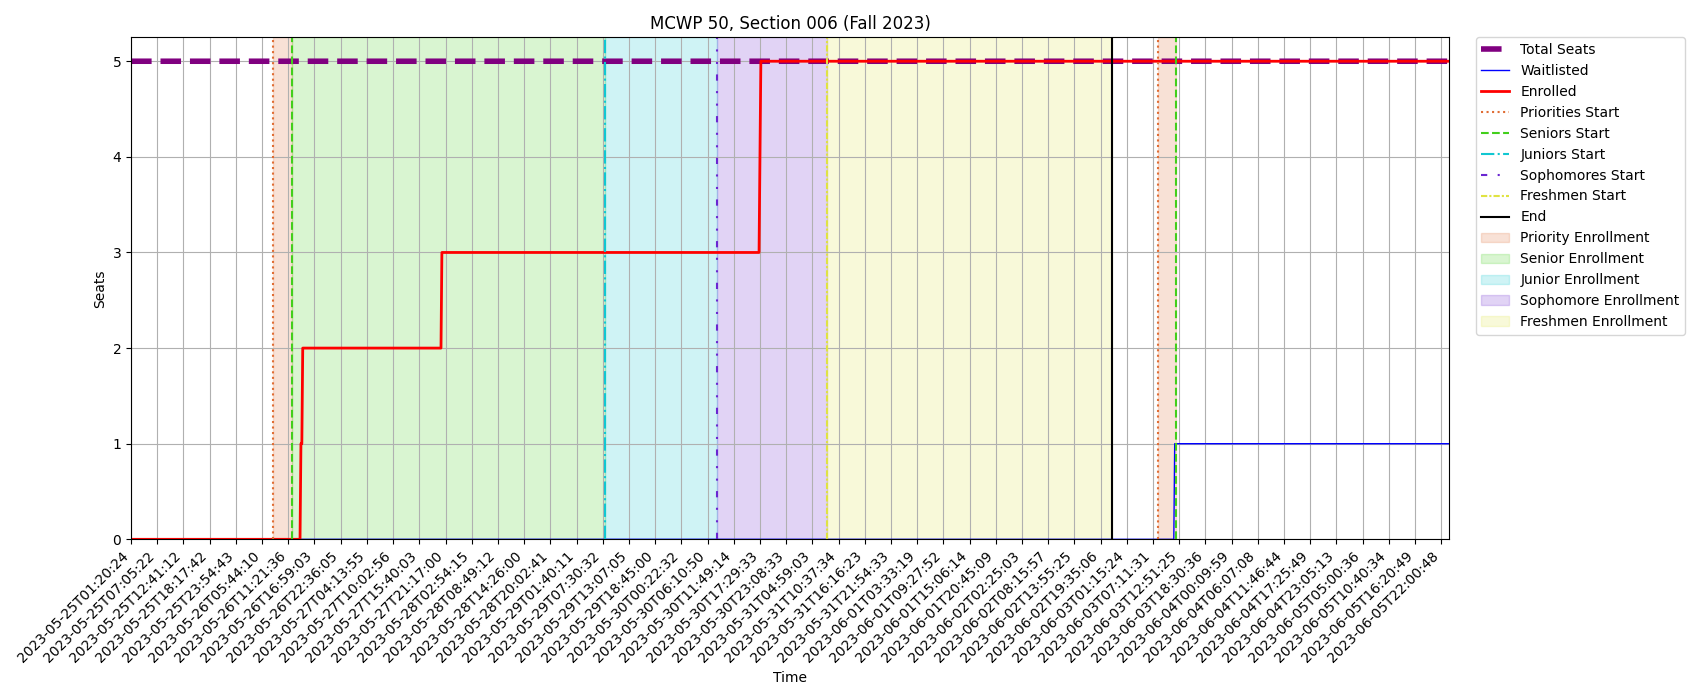 MCWP 50, Section 006 (Fall 2023)
Seats
5
4
3
2
1
0
2023-05-25T01:20:24
2023-05-25T07:05:22
2023-05-25T12:41:12
2023-05-25T18:17:42
2023-05-25T23:54:43
2023-05-26T05:44:10
2023-05-26T11:21:36
2023-05-26T16:59:03
2023-05-26T22:36:05
2023-05-27T04:13:55
2023-05-27T10:02:56
2023-05-27T15:40:03
2023-05-27T21:17:00
2023-05-28T02:54:15
2023-05-28T08:49:12
2023-05-28T14:26:00
2023-05-28T20:02:41
2023-05-29T01:40:11
2023-05-29T07:30:32
2023-05-29T13:07:05
2023-05-29T18:45:00
2023-05-30T00:22:32
2023-05-30T06:10:50
2023-05-30T11:49:14
2023-05-30T17:29:33
2023-05-30T23:08:33
2023-05-31T04:59:03
2023-05-31T10:37:34
2023-05-31T16:16:23
2023-05-31T21:54:33
2023-06-01T03:33:19
2023-06-01T09:27:52
2023-06-01T15:06:14
2023-06-01T20:45:09
2023-06-02T02:25:03
2023-06-02T08:15:57
2023-06-02T13:55:25
2023-06-02T19:35:06
2023-06-03T01:15:24
2023-06-03T07:11:31
2023-06-03T12:51:25
2023-06-03T18:30:36
2023-06-04T00:09:59
2023-06-04T06:07:08
2023-06-04T11:46:44
2023-06-04T17:25:49
2023-06-04T23:05:13
2023-06-05T05:00:36
2023-06-05T10:40:34
2023-06-05T16:20:49
2023-06-05T22:00:48
Time
Total Seats
Waitlisted
Enrolled
Priorities Start
Seniors Start
Juniors Start
Sophomores Start
Freshmen Start
End
Priority Enrollment
Senior Enrollment
Junior Enrollment
Sophomore Enrollment
Freshmen Enrollment